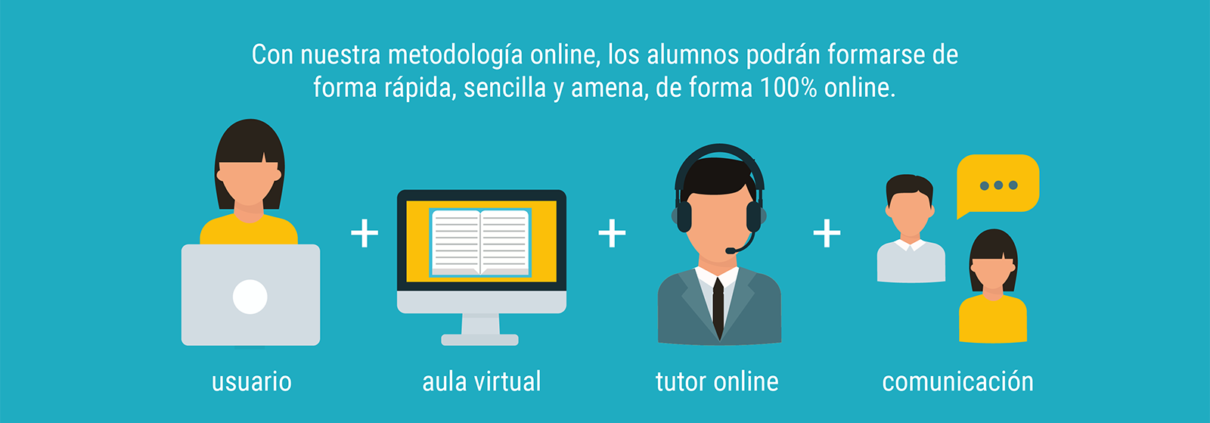 Con nuestra metodología online, los alumnos podrán formarse de
forma rápida, sencilla y amena, de forma 100% online.
usuario
aula virtual
tutor online
comunicación